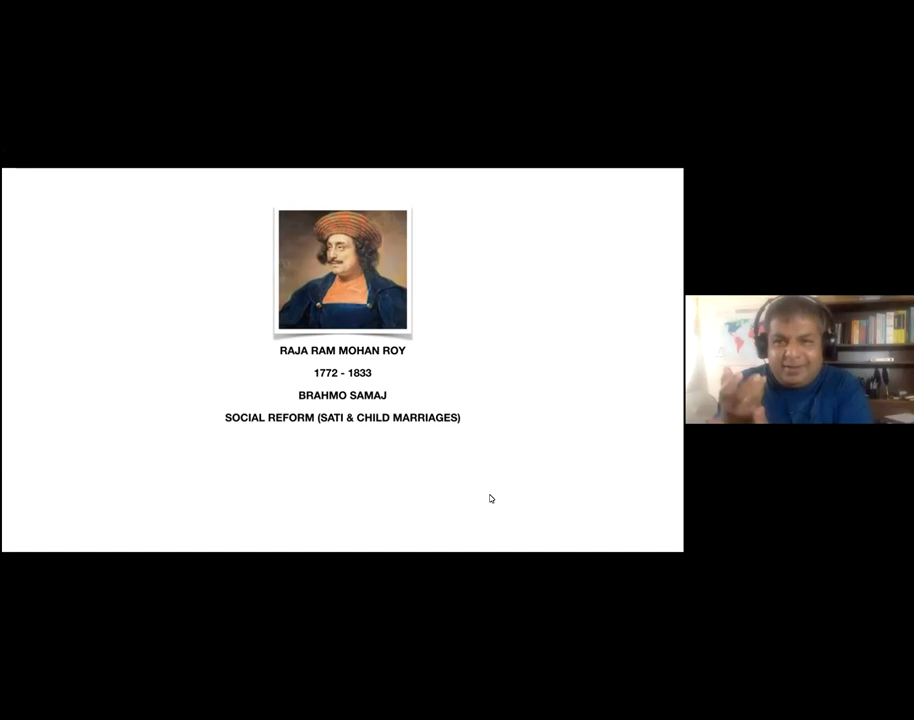 RAJA RAM MOHAN ROY
1772 - 1833
BRAHMO SAMAJ
SOCIAL REFORM (SATI & CHILD MARRIAGES)